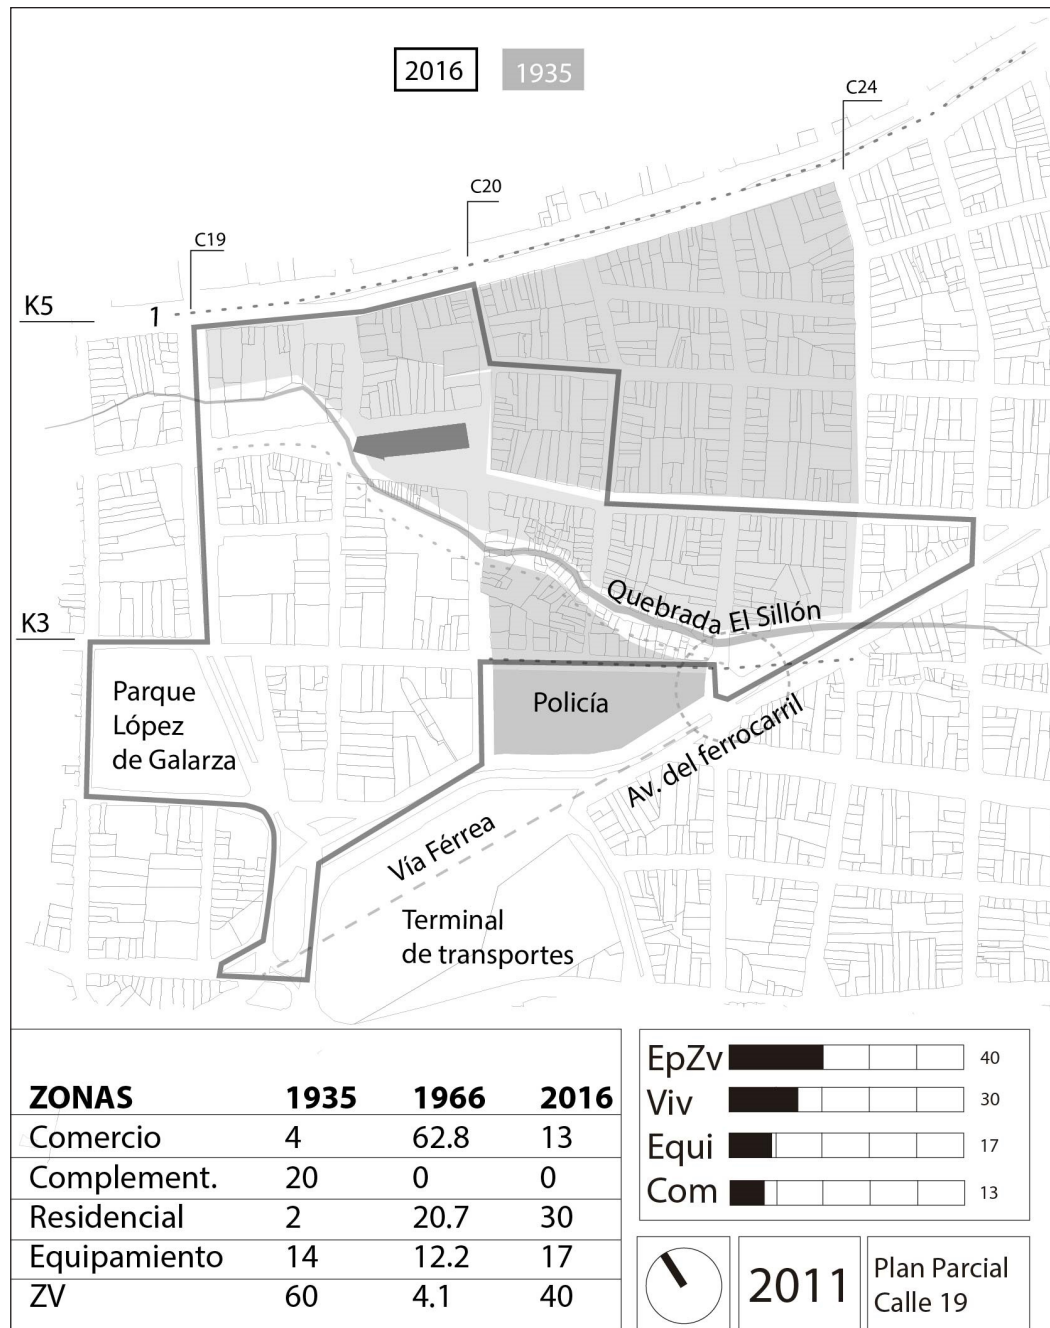 2016 1935
C24
C20
C19
K5
1
K3
Quebrada El Sillón
Parque
López
de Galarza
Policía
Av. del ferrocarril
Vía Férrea
Terminal
de transportes
ZONAS 1935 1966 2016
Comercio 4 62.8 13
Complement. 20 0 0
Residencial 2 20.7 30
Equipamiento 14 12.2 17
ZV 60 4.1 40
EpZv 40
Viv 30
Equi 17
Com 13
2011
Plan Parcial
Calle 19